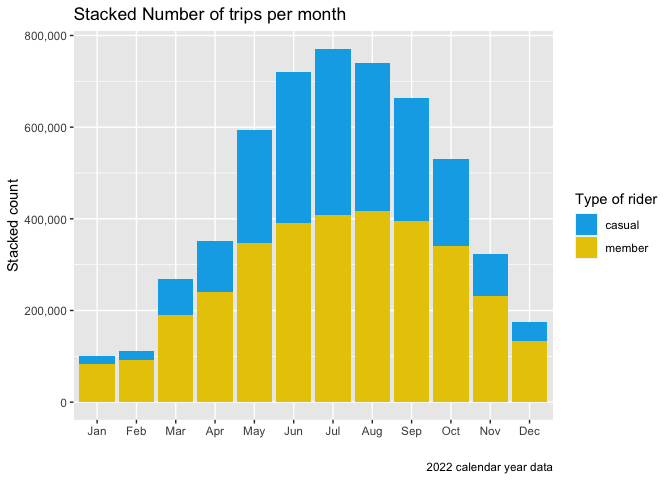 Stacked Number of trips per month
Stacked count
800,000
600,000
400,000
200,000
0
Jan Feb Mar Apr May Jun Jul Aug Sep Oct Nov Dec
Type of rider
casual
member
2022 calendar year data